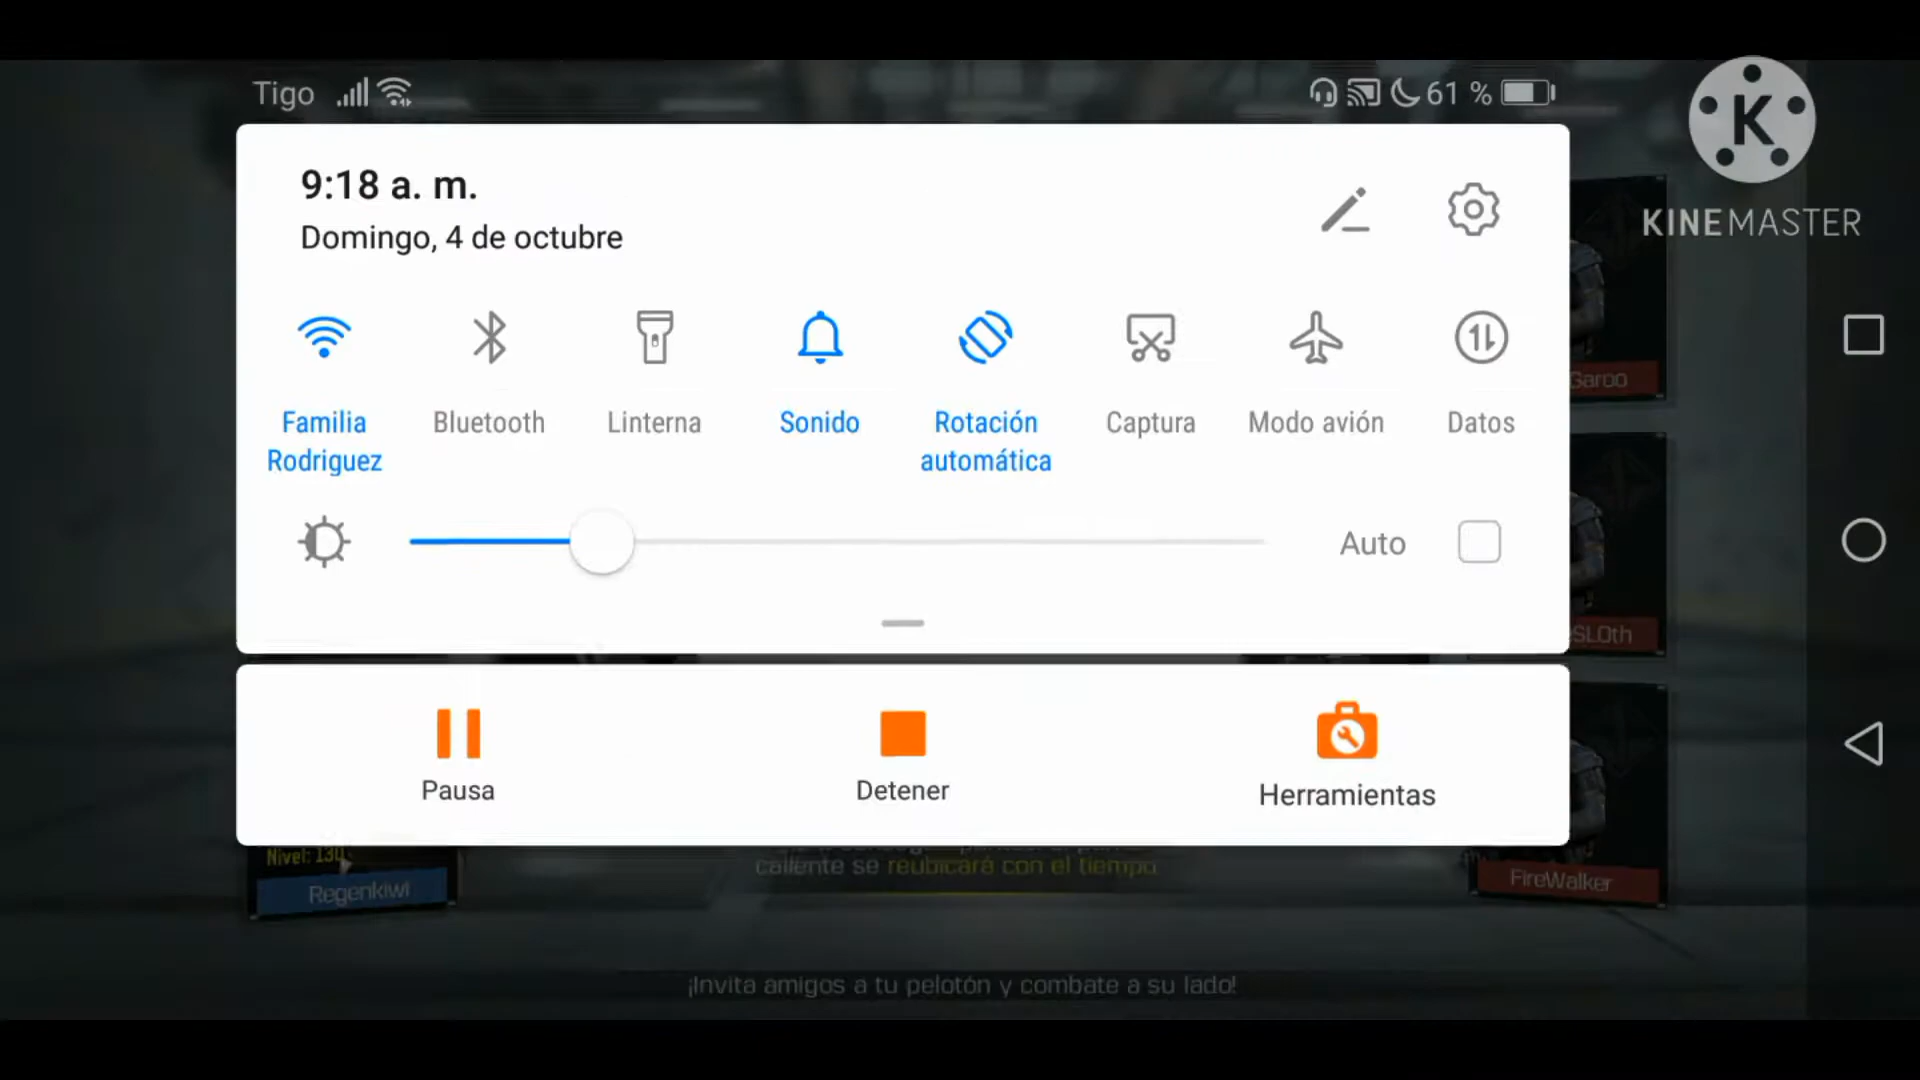 Tigo
61 %
K
KINEMASTER
9:18 a. m.
Domingo, 4 de octubre
Familia Rodriguez
Bluetooth
Linterna
Sonido
Rotación automática
Captura
Modo avión
Datos
Auto
Garoo
SLOth
Pausa
Detener
Herramientas
Nivel: 130
Regenkiwi
caliente se reubicará con el tiempo
FireWalker
¡Invita amigos a tu pelotón y combate a su lado!